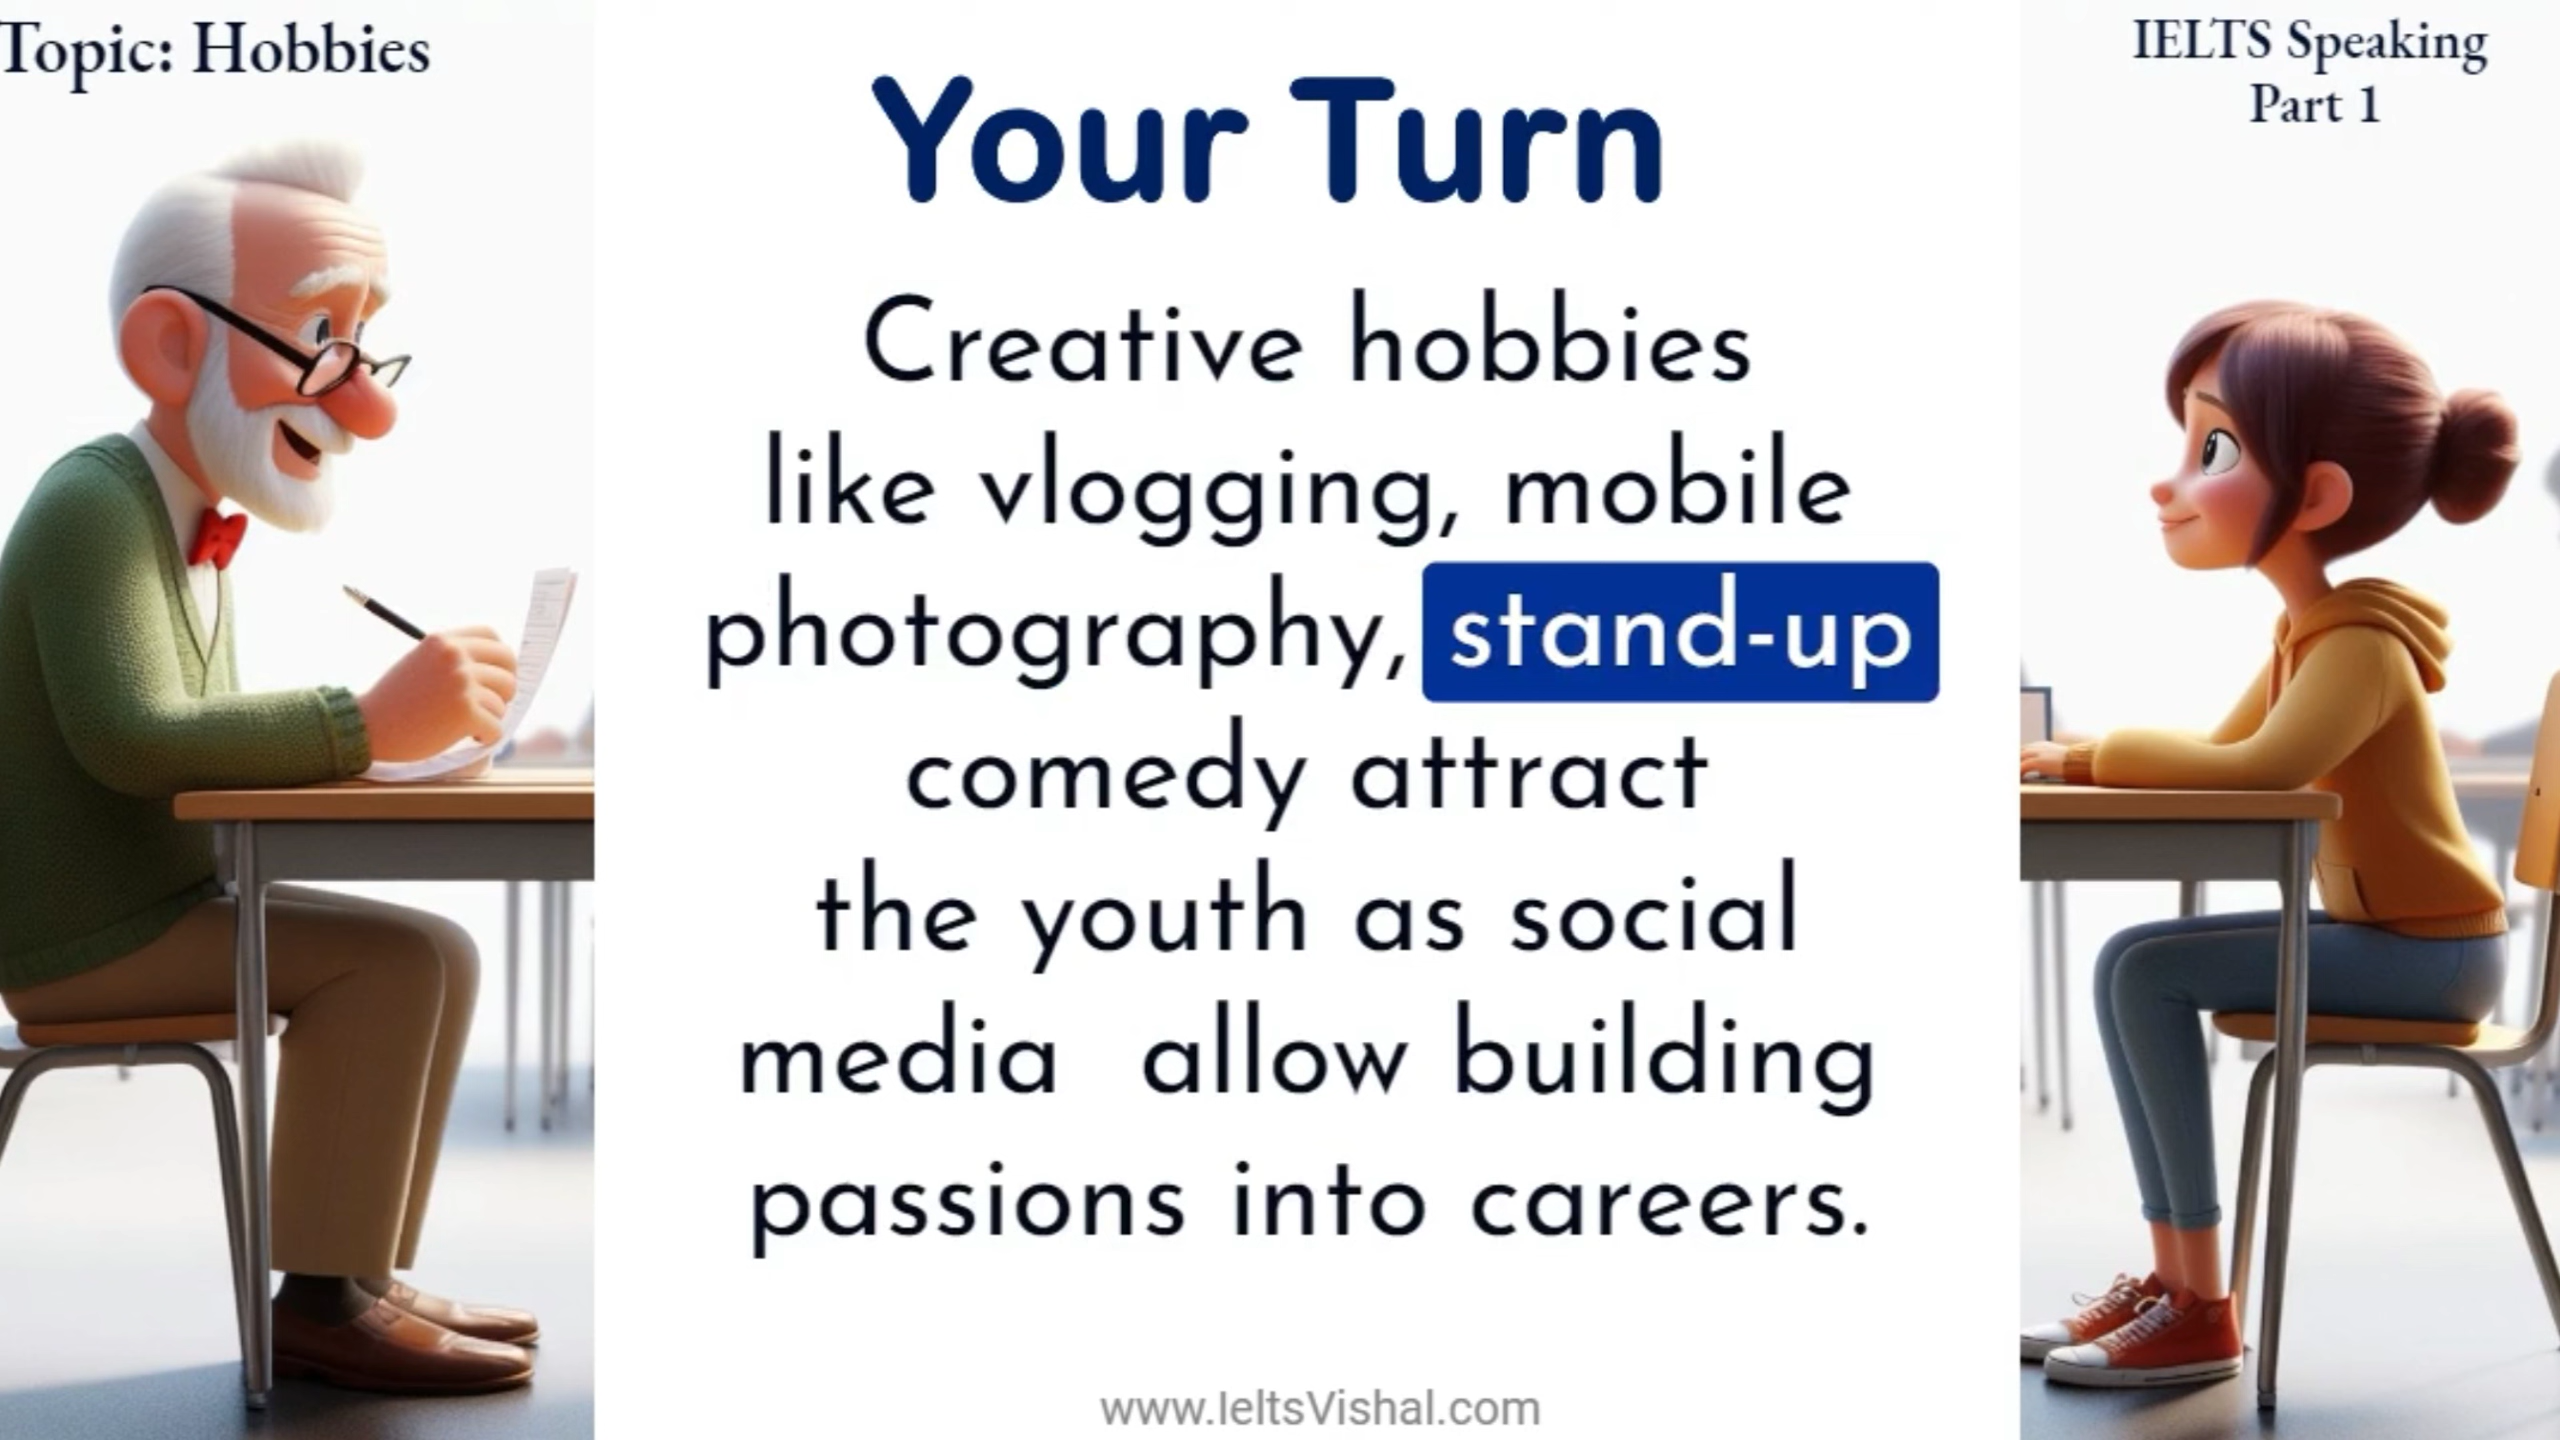 Topic: Hobbies
IELTS Speaking
Part 1
Your Turn
Creative hobbies
like vlogging, mobile
photography, stand-up
comedy attract
the youth as social
media  allow building
passions into careers.
www.IeltsVishal.com